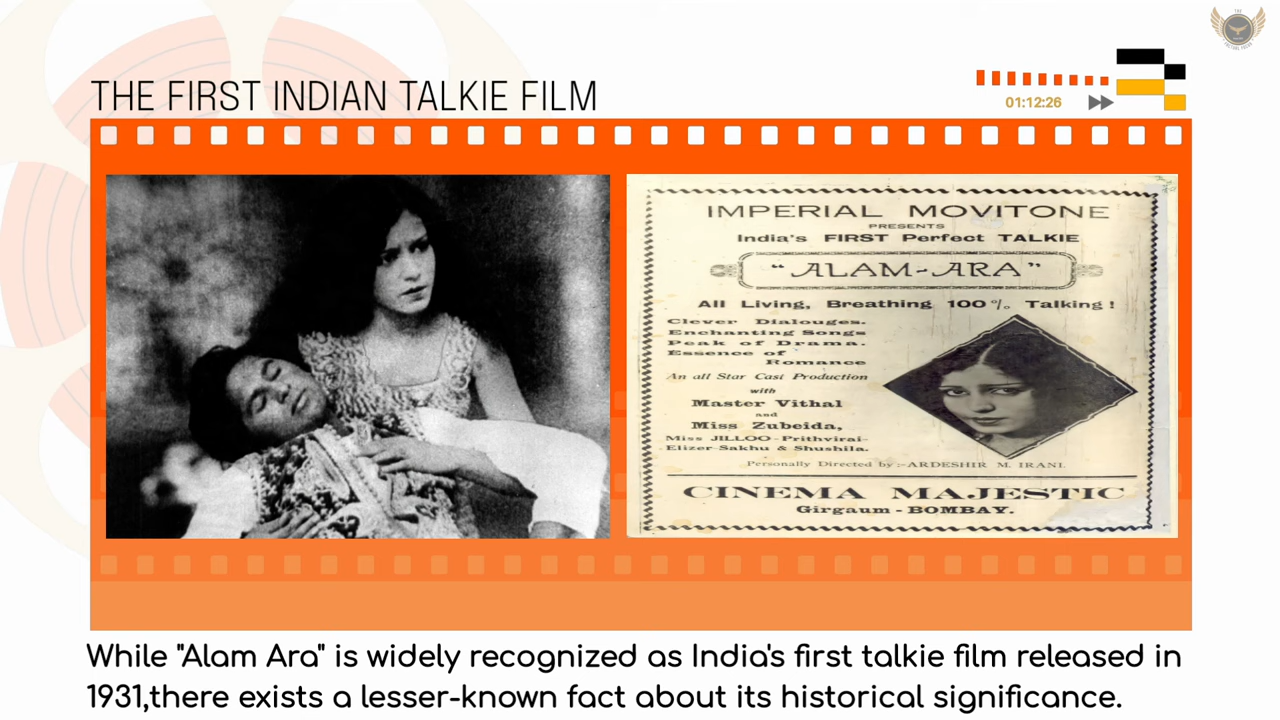 THE FIRST INDIAN TALKIE FILM
01:12:26
IMPERIAL MOVITONE
PRESENTS
India's FIRST Perfect TALKIE
"ALAM-ARA"
All Living, Breathing 100% Talking!
Clever Dialouges.
Enchanting Songs
Peak of Drama.
Essence of
Romance
An all Star Cast Production
with
Master Vithal
and
Miss Zubeida,
Miss JILLOO-Prithviraj-
Elizer-Sakhu & Shushila.
Personally Directed by :-ARDESHIR M. IRANI.
CINEMA MAJESTIC
Girgaum - BOMBAY.
While "Alam Ara" is widely recognized as India's first talkie film released in
1931,there exists a lesser-known fact about its historical significance.